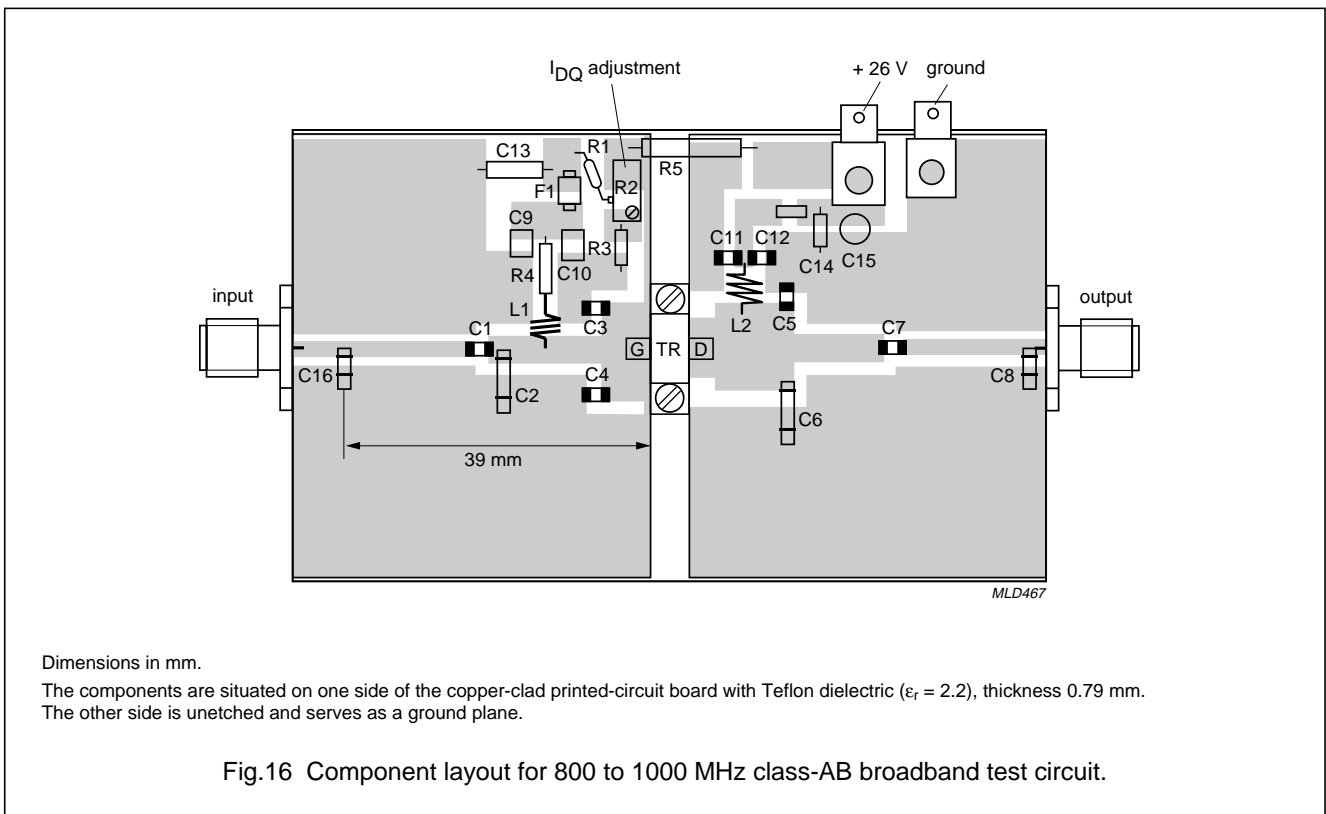 I_DQ adjustment
+ 26 V
ground
C13
R1
R5
F1
R2
C9
R3
C11
C12
R4
C10
C14
C15
input
L1
C3
L2
C5
output
C1
C7
G
TR
D
C16
C4
C8
C2
C6
39 mm
MLD467
Dimensions in mm.
The components are situated on one side of the copper-clad printed-circuit board with Teflon dielectric (εr = 2.2), thickness 0.79 mm.
The other side is unetched and serves as a ground plane.
Fig.16 Component layout for 800 to 1000 MHz class-AB broadband test circuit.